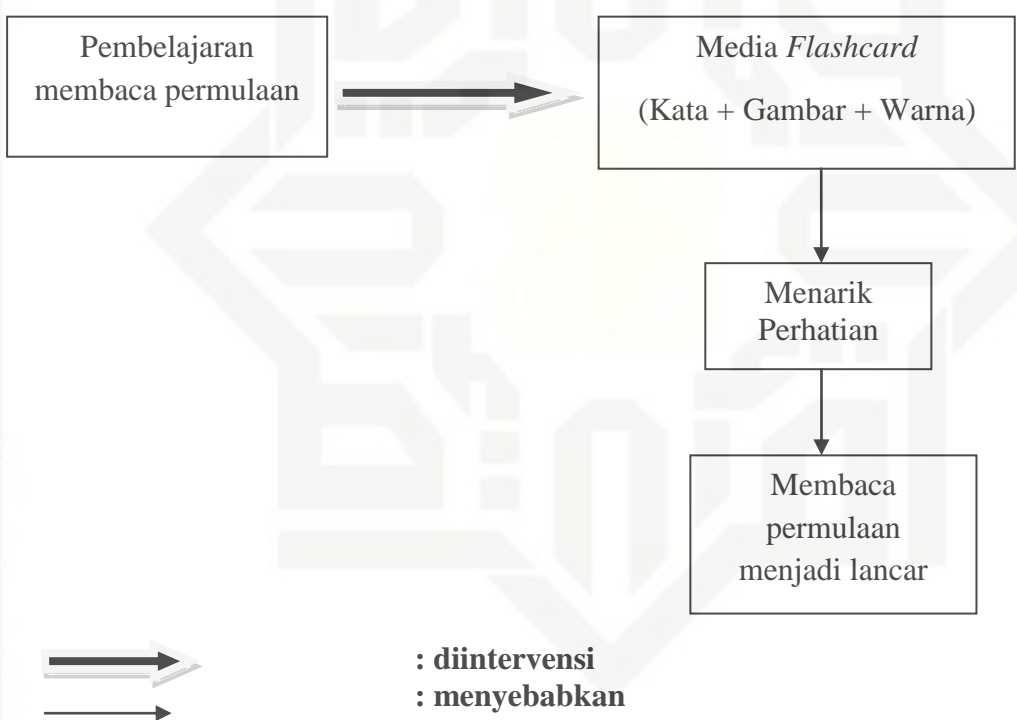 Pembelajaran
membaca permulaan
Media Flashcard
(Kata + Gambar + Warna)
Menarik
Perhatian
Membaca
permulaan
menjadi lancar
: diintervensi
: menyebabkan